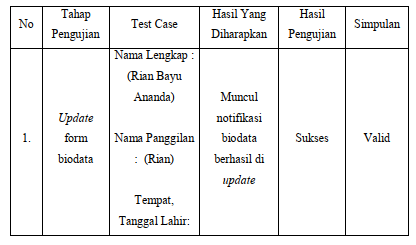 No
Tahap
Pengujian
Test Case
Hasil Yang
Diharapkan
Hasil
Pengujian
Simpulan
1.
Update
form
biodata
Nama Lengkap :
(Rian Bayu
Ananda)
Nama Panggilan
: (Rian)
Tempat,
Tanggal Lahir:
Muncul
notifikasi
biodata
berhasil di
update
Sukses
Valid